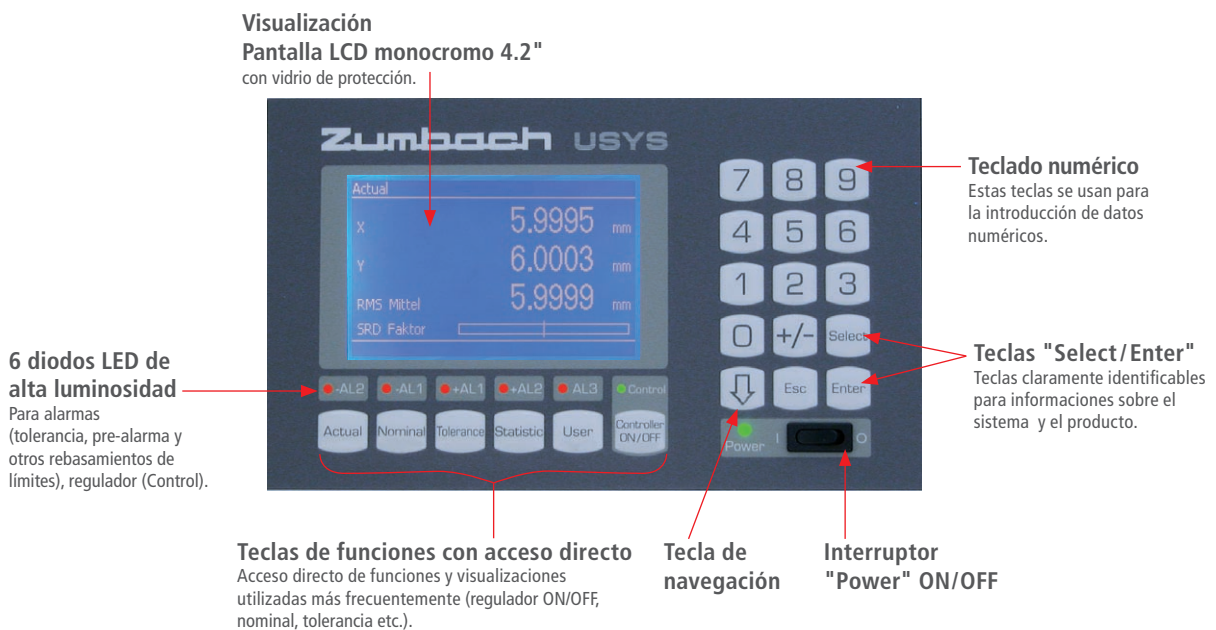 Visualización
Pantalla LCD monocromo 4.2"
con vidrio de protección.
Zumbach USYS
Actual
X 5.9995 mm
Y 6.0003 mm
RMS Mittel 5.9999 mm
SRD Faktor
-AL2 -AL1 +AL1 +AL2 AL3 Control
Actual Nominal Tolerance Statistic User Controller
ON/OFF
7 8 9
4 5 6
1 2 3
0 +/- Select
Esc Enter
Power I O
Teclado numérico
Estas teclas se usan para
la introducción de datos
numéricos.
6 diodos LED de
alta luminosidad
Para alarmas
(tolerancia, pre-alarma y
otros rebasamientos de
límites), regulador (Control).
Teclas "Select/Enter"
Teclas claramente identificables
para informaciones sobre el
sistema y el producto.
Teclas de funciones con acceso directo
Acceso directo de funciones y visualizaciones
utilizadas más frecuentemente (regulador ON/OFF,
nominal, tolerancia etc.).
Tecla de
navegación
Interruptor
"Power" ON/OFF